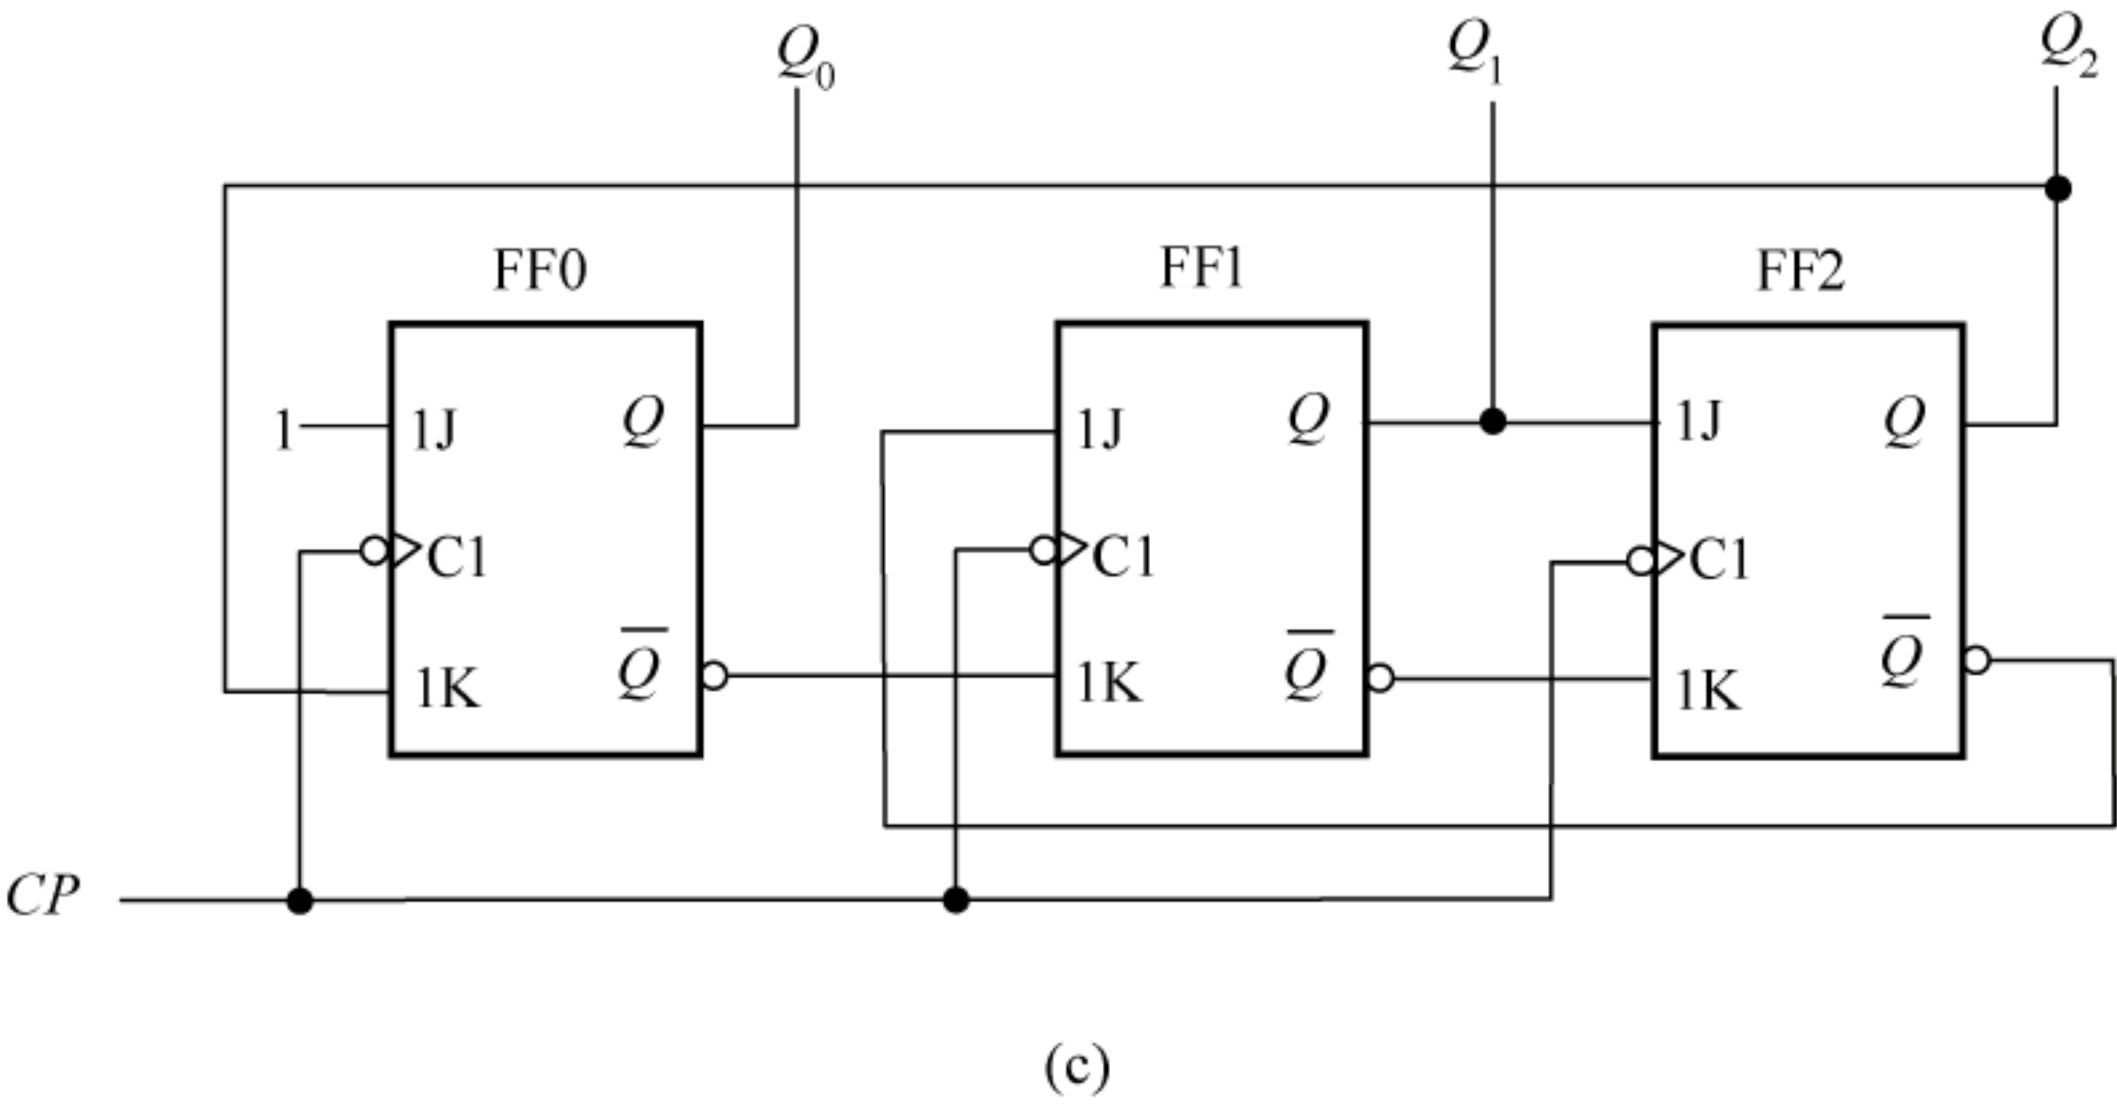 Q0 Q1 Q2
FF0 FF1 FF2
1 1J Q 1J Q 1J Q
C1 C1 C1
1K Q̅ 1K Q̅ 1K Q̅
CP
(c)